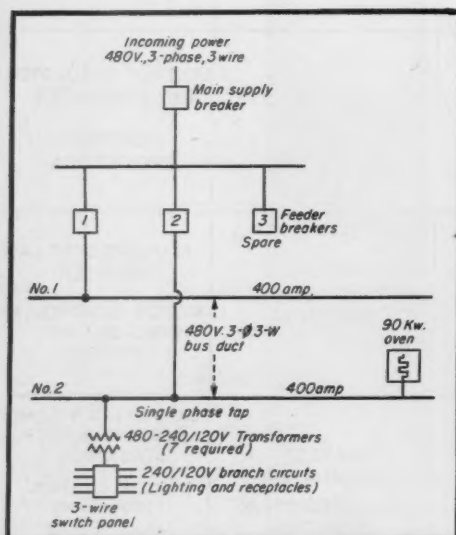 Incoming power
480V., 3-phase, 3 wire
Main supply
breaker
1
2
3
Feeder
breakers
Spare
No. 1
400 amp.
480V. 3-Ø 3-W
bus duct
90 Kw.
oven
No. 2
400 amp
Single phase tap
480-240/120V Transformers
(7 required)
240/120V branch circuits
(Lighting and receptacles)
3-wire
switch panel